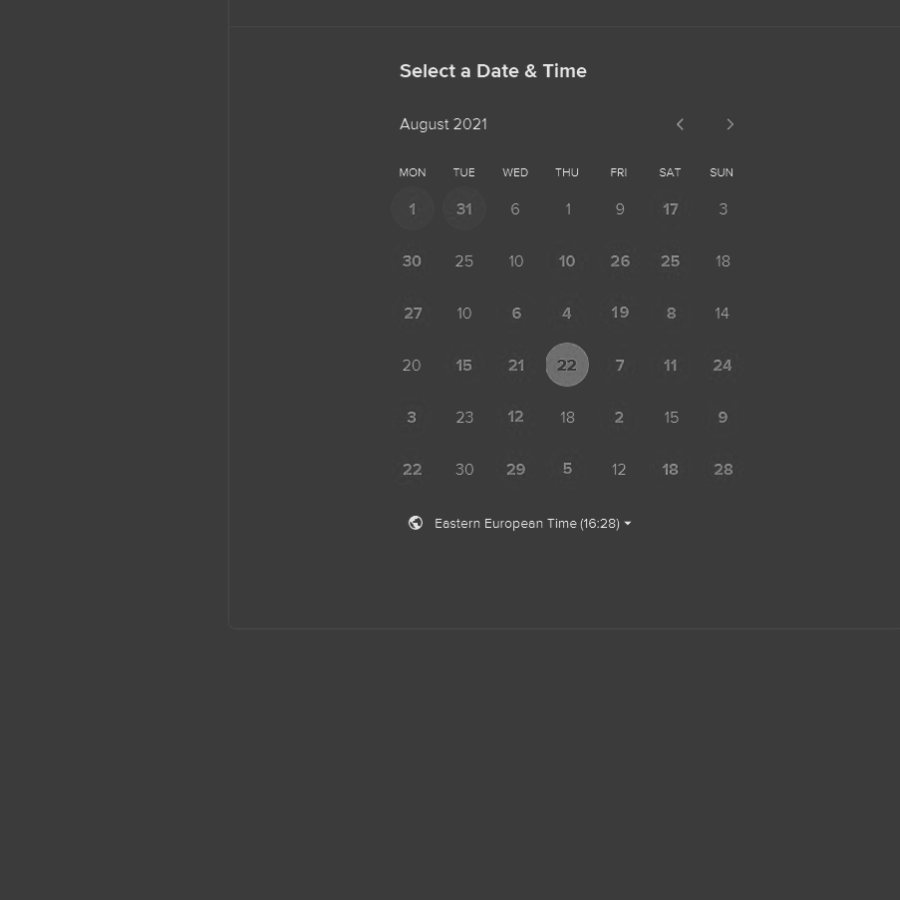 Select a Date & Time
August 2021
MON TUE WED THU FRI SAT SUN
1 31 6 1 9 17 3
30 25 10 10 26 25 18
27 10 6 4 19 8 14
20 15 21 22 7 11 24
3 23 12 18 2 15 9
22 30 29 5 12 18 28
Eastern European Time (16:28)